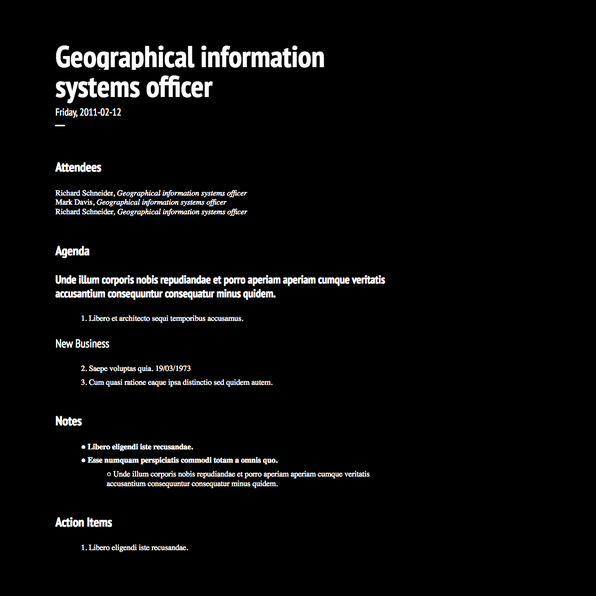 Geographical information
systems officer
Friday, 2011-02-12
Attendees
Richard Schneider, Geographical information systems officer
Mark Davis, Geographical information systems officer
Richard Schneider, Geographical information systems officer
Agenda
Unde illum corporis nobis repudiandae et porro aperiam aperiam cumque veritatis
accusantium consequuntur consequatur minus quidem.
1. Libero et architecto sequi temporibus accusamus.
New Business
2. Saepe voluptas quia. 19/03/1973
3. Cum quasi ratione eaque ipsa distinctio sed quidem autem.
Notes
● Libero eligendi iste recusandae.
● Esse numquam perspiciatis commodi totam a omnis quo.
○ Unde illum corporis nobis repudiandae et porro aperiam aperiam cumque veritatis
accusantium consequuntur consequatur minus quidem.
Action Items
1. Libero eligendi iste recusandae.